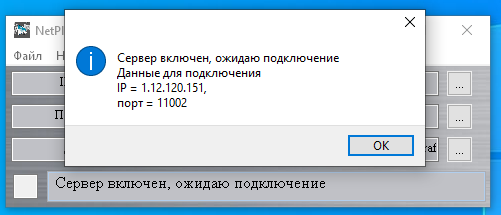 NetPl
Сервер включен, ожидаю подключение
Данные для подключения
IP = 1.12.120.151,
порт = 11002
OK
Файл
...
...
raf ...
Сервер включен, ожидаю подключение